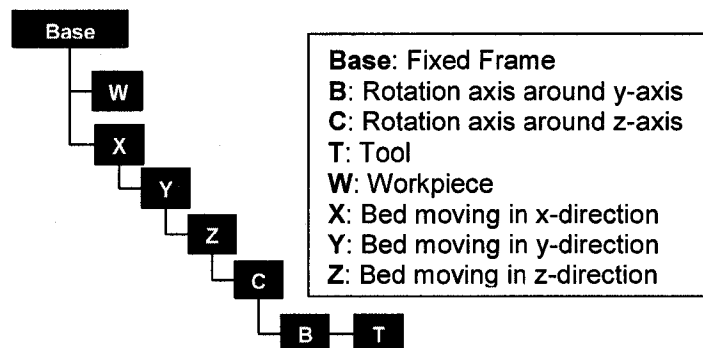 Base
W
X
Y
Z
C
B
T
Base: Fixed Frame
B: Rotation axis around y-axis
C: Rotation axis around z-axis
T: Tool
W: Workpiece
X: Bed moving in x-direction
Y: Bed moving in y-direction
Z: Bed moving in z-direction